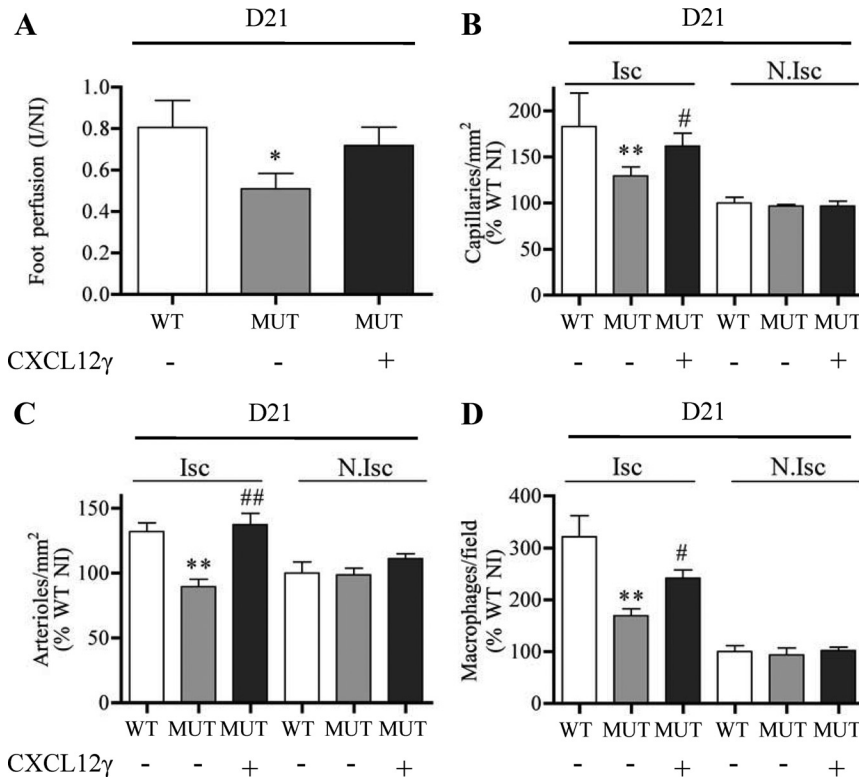 A
D21
Foot perfusion (I/NI)
1.0
0.8
0.6
0.4
0.2
0.0
*
WT MUT MUT
CXCL12γ - - +
B
D21
Isc N.Isc
Capillaries/mm²
(% WT NI)
200
150
100
50
0
** #
WT MUT MUT WT MUT MUT
- - + - - +
C
D21
Isc N.Isc
Arterioles/mm²
(% WT NI)
150
100
50
0
** ##
WT MUT MUT WT MUT MUT
CXCL12γ - - + - - +
D
D21
Isc N.Isc
Macrophages/field
(% WT NI)
400
300
200
100
0
** #
WT MUT MUT WT MUT MUT
- - + - - +